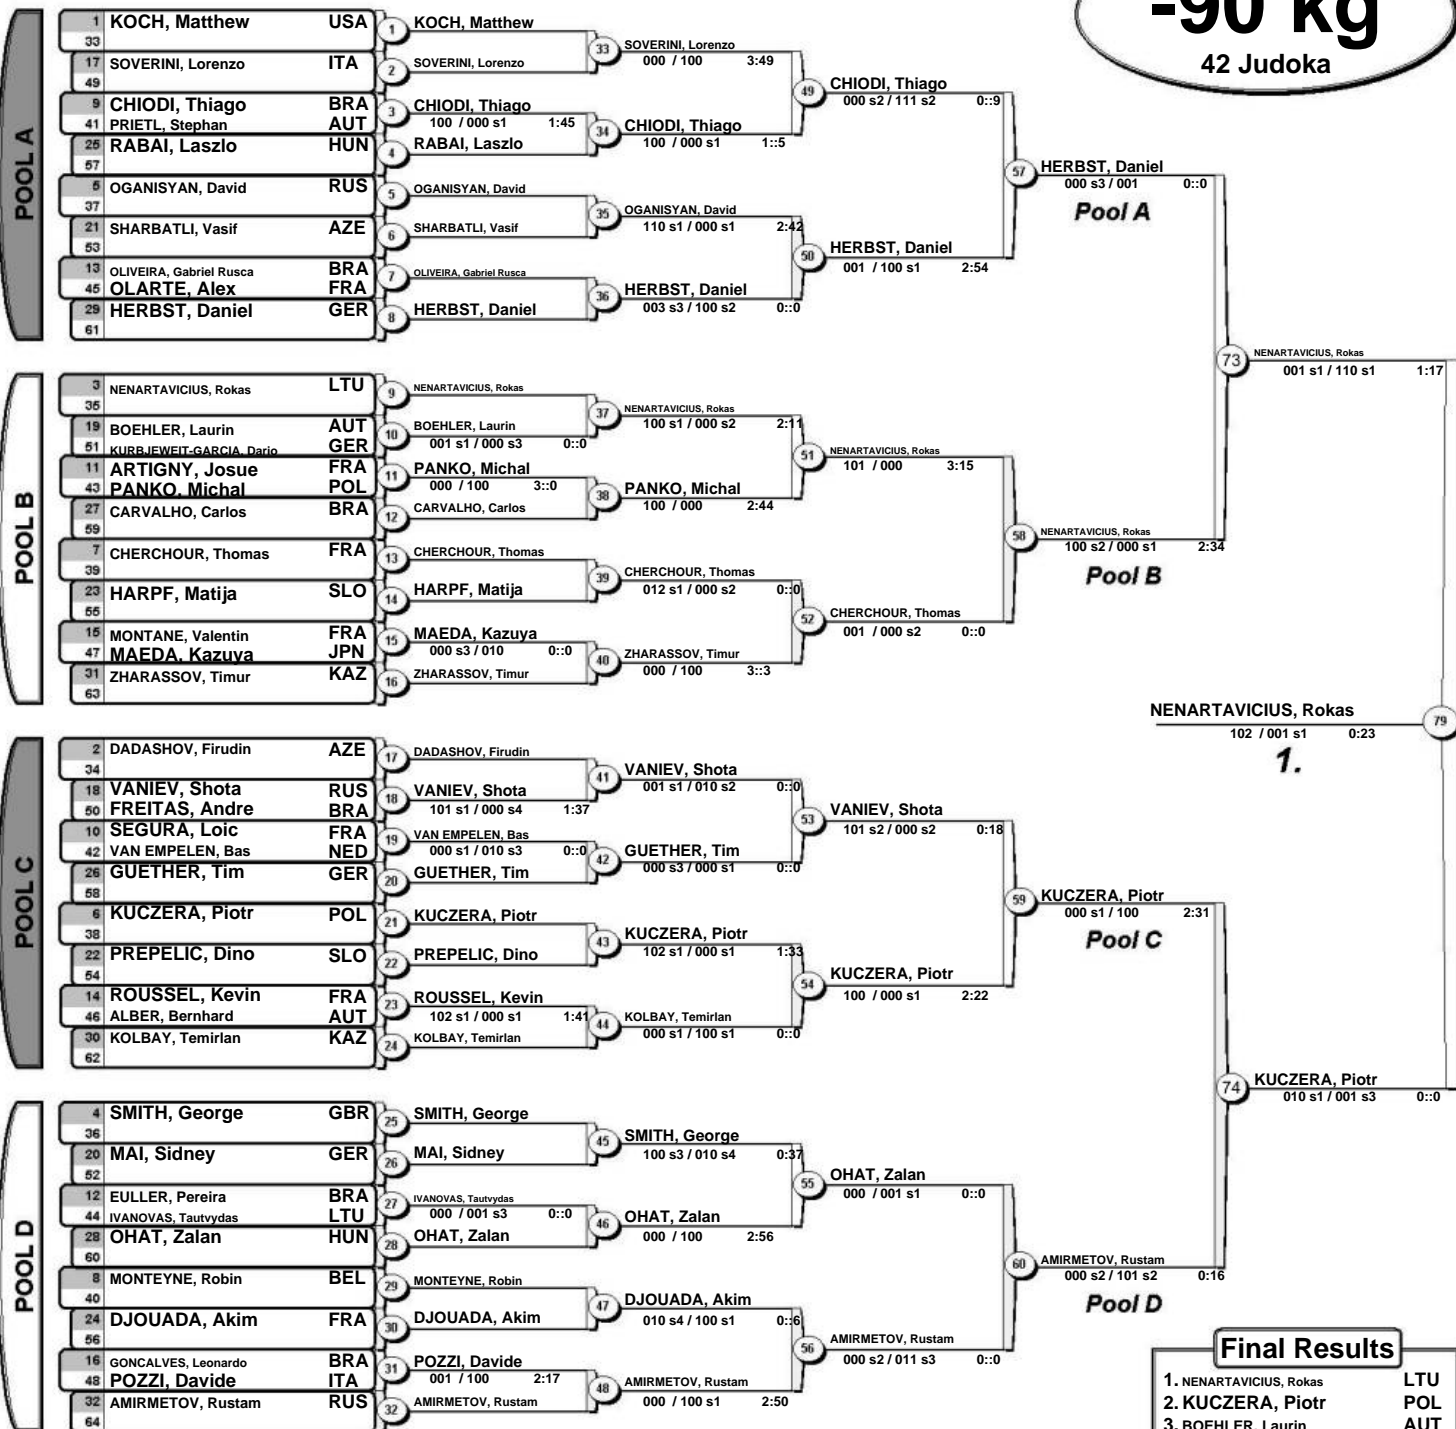 -90 kg
42 Judoka
POOL A
1 KOCH, Matthew USA
33
17 SOVERINI, Lorenzo ITA
49
9 CHIODI, Thiago BRA
41 PRIETL, Stephan AUT
25 RABAI, Laszlo HUN
57
5 OGANISYAN, David RUS
37
21 SHARBATLI, Vasif AZE
53
13 OLIVEIRA, Gabriel Rusca BRA
45 OLARTE, Alex FRA
29 HERBST, Daniel GER
61
1 KOCH, Matthew
2 SOVERINI, Lorenzo
3 CHIODI, Thiago
100 / 000 s1 1:45
4 RABAI, Laszlo
5 OGANISYAN, David
6 SHARBATLI, Vasif
7 OLIVEIRA, Gabriel Rusca
8 HERBST, Daniel
33 SOVERINI, Lorenzo
000 / 100 3:49
34 CHIODI, Thiago
100 / 000 s1 1::5
35 OGANISYAN, David
110 s1 / 000 s1 2:42
36 HERBST, Daniel
003 s3 / 100 s2 0::0
49 CHIODI, Thiago
000 s2 / 111 s2 0::9
50 HERBST, Daniel
001 / 100 s1 2:54
57 HERBST, Daniel
000 s3 / 001 0::0
Pool A
POOL B
3 NENARTAVICIUS, Rokas LTU
35
19 BOEHLER, Laurin AUT
51 KURBJEWEIT-GARCIA, Dario GER
11 ARTIGNY, Josue FRA
43 PANKO, Michal POL
27 CARVALHO, Carlos BRA
59
7 CHERCHOUR, Thomas FRA
39
23 HARPF, Matija SLO
55
15 MONTANE, Valentin FRA
47 MAEDA, Kazuya JPN
31 ZHARASSOV, Timur KAZ
63
9 NENARTAVICIUS, Rokas
10 BOEHLER, Laurin
001 s1 / 000 s3 0::0
11 PANKO, Michal
000 / 100 3::0
12 CARVALHO, Carlos
13 CHERCHOUR, Thomas
14 HARPF, Matija
15 MAEDA, Kazuya
000 s3 / 010 0::0
16 ZHARASSOV, Timur
37 NENARTAVICIUS, Rokas
100 s1 / 000 s2 2:11
38 PANKO, Michal
100 / 000 2:44
39 CHERCHOUR, Thomas
012 s1 / 000 s2 0::0
40 ZHARASSOV, Timur
000 / 100 3::3
51 NENARTAVICIUS, Rokas
101 / 000 3:15
52 CHERCHOUR, Thomas
001 / 000 s2 0::0
58 NENARTAVICIUS, Rokas
100 s2 / 000 s1 2:34
Pool B
73 NENARTAVICIUS, Rokas
001 s1 / 110 s1 1:17
NENARTAVICIUS, Rokas 79
102 / 001 s1 0:23
1.
POOL C
2 DADASHOV, Firudin AZE
34
18 VANIEV, Shota RUS
50 FREITAS, Andre BRA
10 SEGURA, Loic FRA
42 VAN EMPELEN, Bas NED
26 GUETHER, Tim GER
58
6 KUCZERA, Piotr POL
38
22 PREPELIC, Dino SLO
54
14 ROUSSEL, Kevin FRA
46 ALBER, Bernhard AUT
30 KOLBAY, Temirlan KAZ
62
17 DADASHOV, Firudin
18 VANIEV, Shota
101 s1 / 000 s4 1:37
19 VAN EMPELEN, Bas
000 s1 / 010 s3 0::0
20 GUETHER, Tim
21 KUCZERA, Piotr
22 PREPELIC, Dino
23 ROUSSEL, Kevin
102 s1 / 000 s1 1:41
24 KOLBAY, Temirlan
41 VANIEV, Shota
001 s1 / 010 s2 0::0
42 GUETHER, Tim
000 s3 / 000 s1 0::0
43 KUCZERA, Piotr
102 s1 / 000 s1 1:33
44 KOLBAY, Temirlan
000 s1 / 100 s1 0::0
53 VANIEV, Shota
101 s2 / 000 s2 0:18
54 KUCZERA, Piotr
100 / 000 s1 2:22
59 KUCZERA, Piotr
000 s1 / 100 2:31
Pool C
POOL D
4 SMITH, George GBR
36
20 MAI, Sidney GER
52
12 EULLER, Pereira BRA
44 IVANOVAS, Tautvydas LTU
28 OHAT, Zalan HUN
60
8 MONTEYNE, Robin BEL
40
24 DJOUADA, Akim FRA
56
16 GONCALVES, Leonardo BRA
48 POZZI, Davide ITA
32 AMIRMETOV, Rustam RUS
64
25 SMITH, George
26 MAI, Sidney
27 IVANOVAS, Tautvydas
000 / 001 s3 0::0
28 OHAT, Zalan
29 MONTEYNE, Robin
30 DJOUADA, Akim
31 POZZI, Davide
001 / 100 2:17
32 AMIRMETOV, Rustam
45 SMITH, George
100 s3 / 010 s4 0:37
46 OHAT, Zalan
000 / 100 2:56
47 DJOUADA, Akim
010 s4 / 100 s1 0::6
48 AMIRMETOV, Rustam
000 / 100 s1 2:50
55 OHAT, Zalan
000 / 001 s1 0::0
56 AMIRMETOV, Rustam
000 s2 / 011 s3 0::0
60 AMIRMETOV, Rustam
000 s2 / 101 s2 0:16
Pool D
74 KUCZERA, Piotr
010 s1 / 001 s3 0::0
Final Results
1. NENARTAVICIUS, Rokas LTU
2. KUCZERA, Piotr POL
3. BOEHLER, Laurin AUT